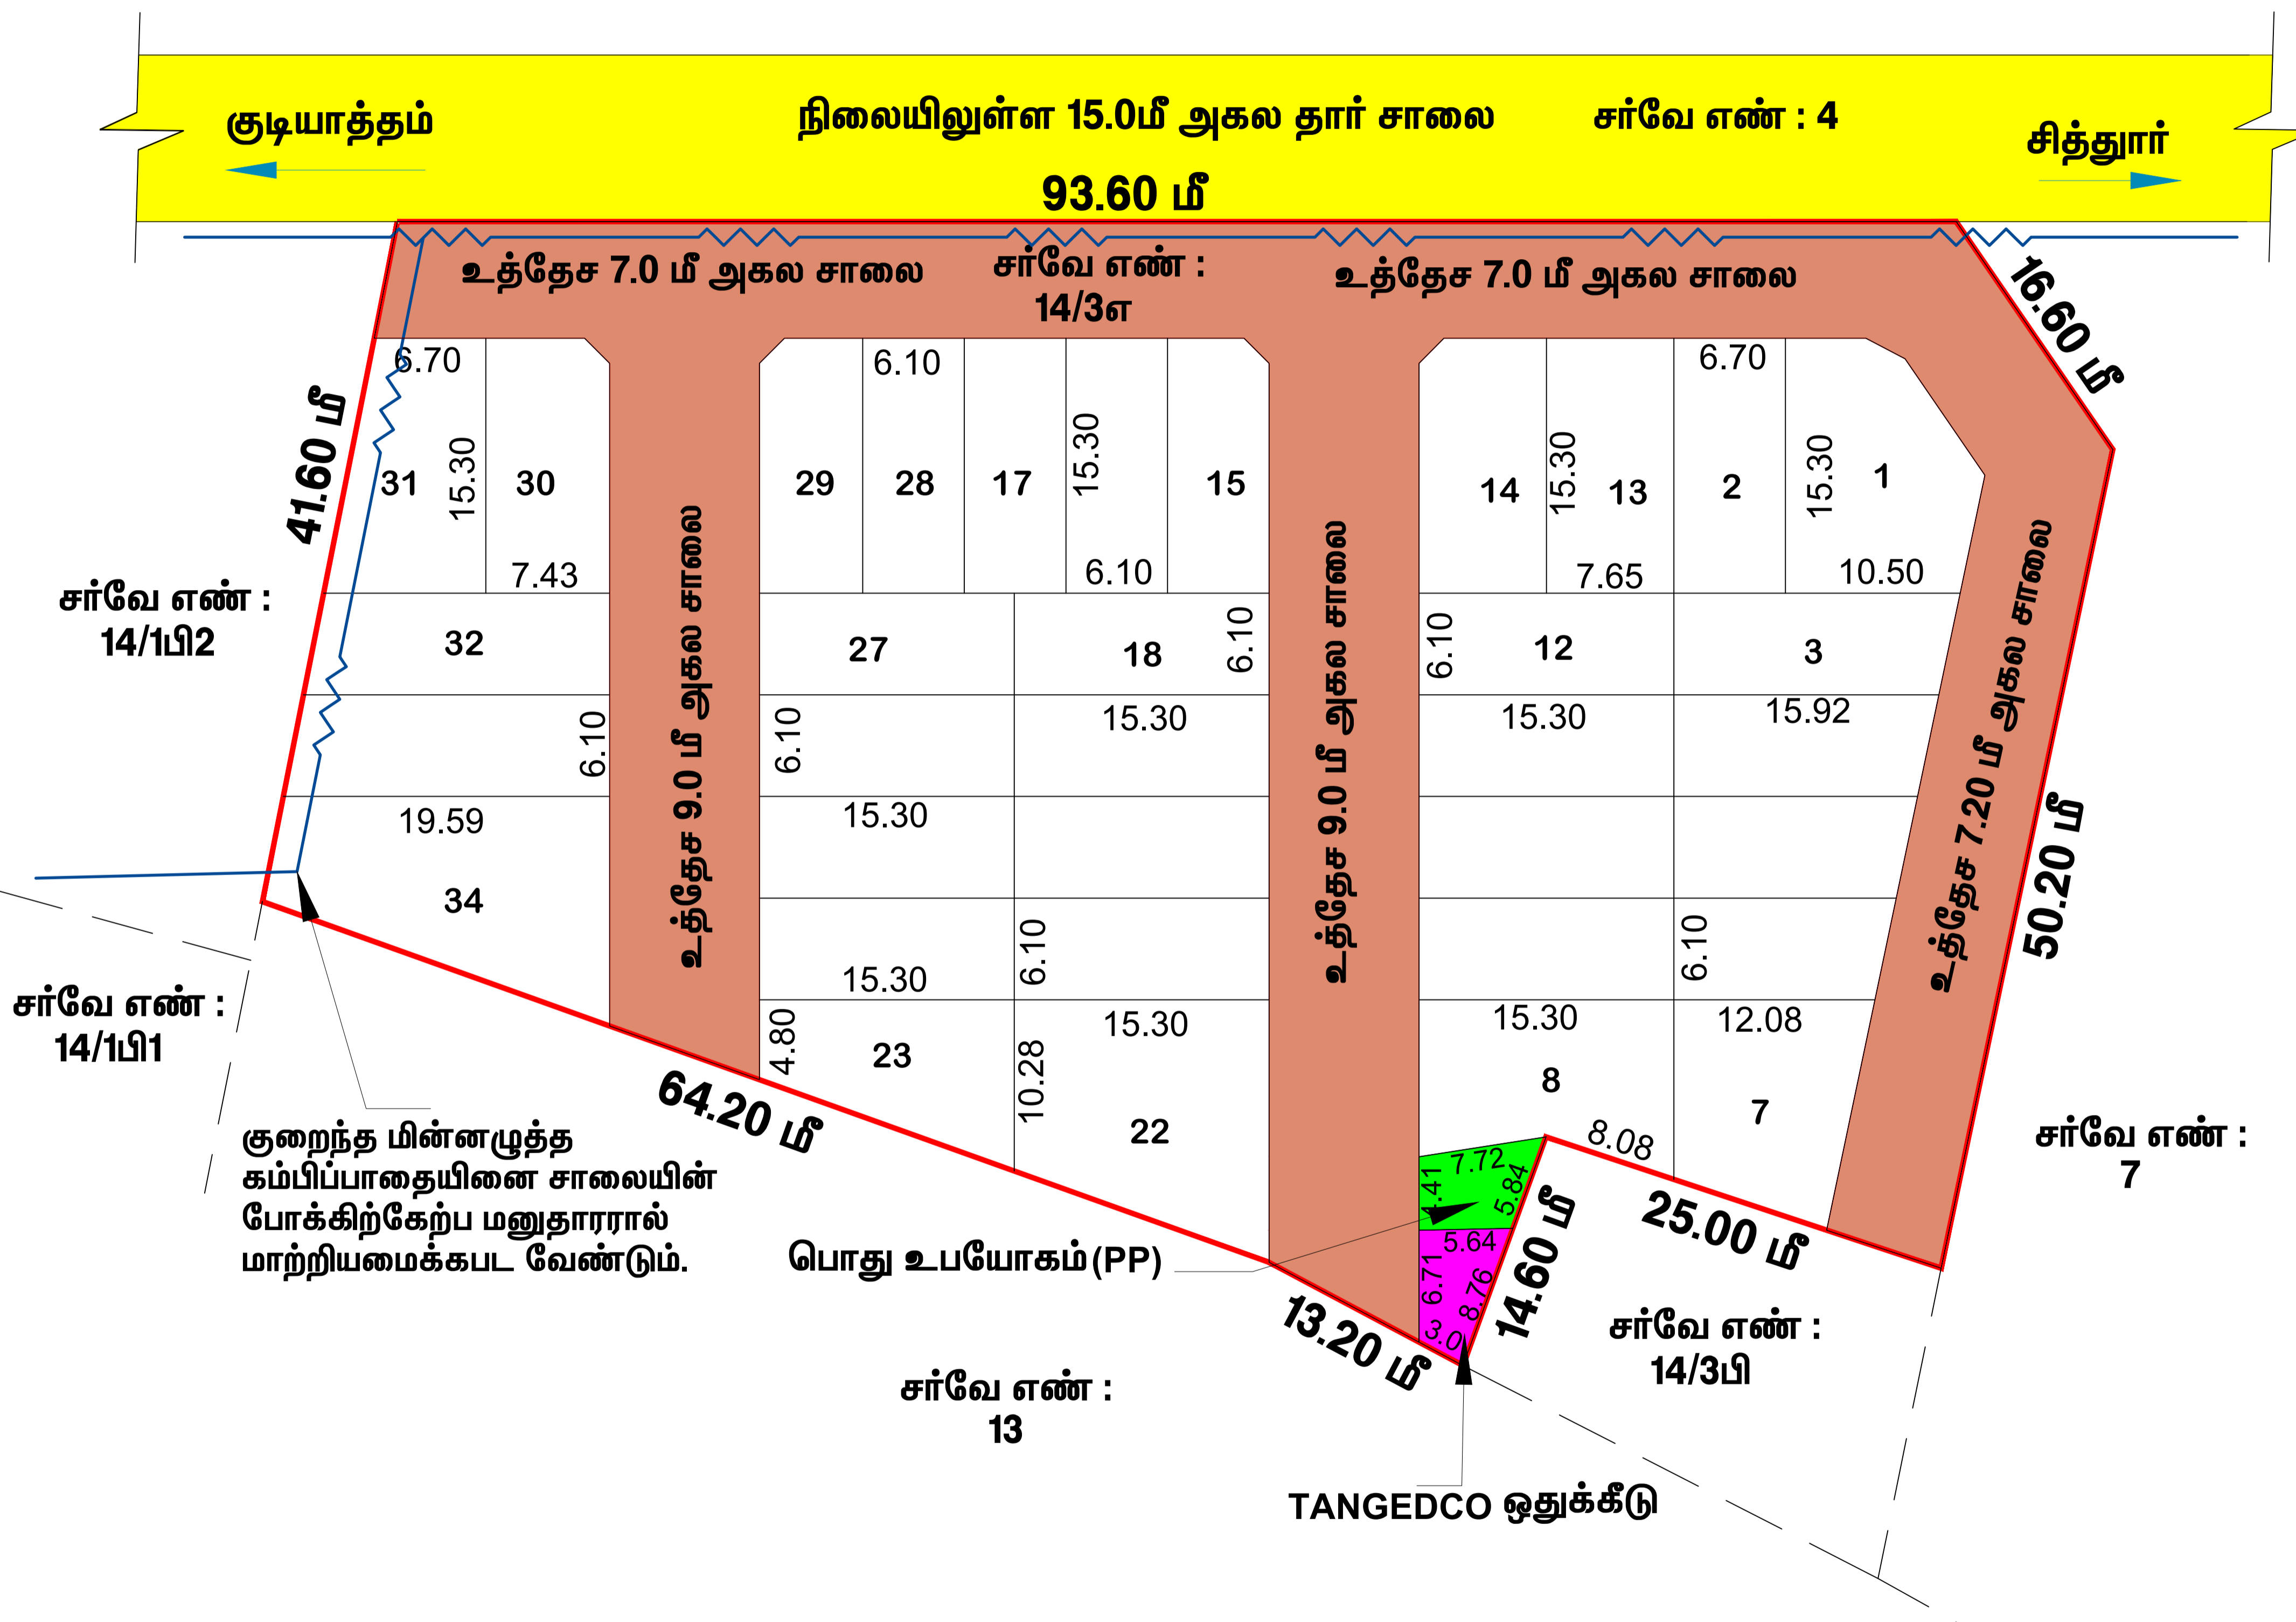 நிலையிலுள்ள 15.0மீ அகல தார் சாலை
சர்வே எண் : 4
குடியாத்தம்
சித்துார்
93.60 மீ
உத்தேச 7.0 மீ அகல சாலை
சர்வே எண் :
14/3எ
உத்தேச 7.0 மீ அகல சாலை
16.60 மீ
6.70
6.10
6.70
41.60 மீ
31
15.30
30
29
28
17
15.30
15
14
15.30
13
2
15.30
1
7.43
6.10
7.65
10.50
சர்வே எண் :
14/1பி2
32
27
18
6.10
6.10
12
3
உத்தேச 9.0 மீ அகல சாலை
உத்தேச 9.0 மீ அகல சாலை
உத்தேச 7.20 மீ அகல சாலை
6.10
6.10
15.30
15.30
15.92
19.59
15.30
50.20 மீ
34
15.30
6.10
6.10
சர்வே எண் :
14/1பி1
4.80
23
10.28
15.30
22
15.30
8
12.08
7
64.20 மீ
8.08
25.00 மீ
சர்வே எண் :
7
குறைந்த மின்னழுத்த
கம்பிப்பாதையினை சாலையின்
போக்கிற்கேற்ப மனுதாரரால்
மாற்றியமைக்கபட வேண்டும்.
பொது உபயோகம்(PP)
7.72
4.41
5.84
5.64
6.71
8.76
3.0
14.60 மீ
13.20 மீ
சர்வே எண் :
14/3பி
சர்வே எண் :
13
TANGEDCO ஒதுக்கீடு